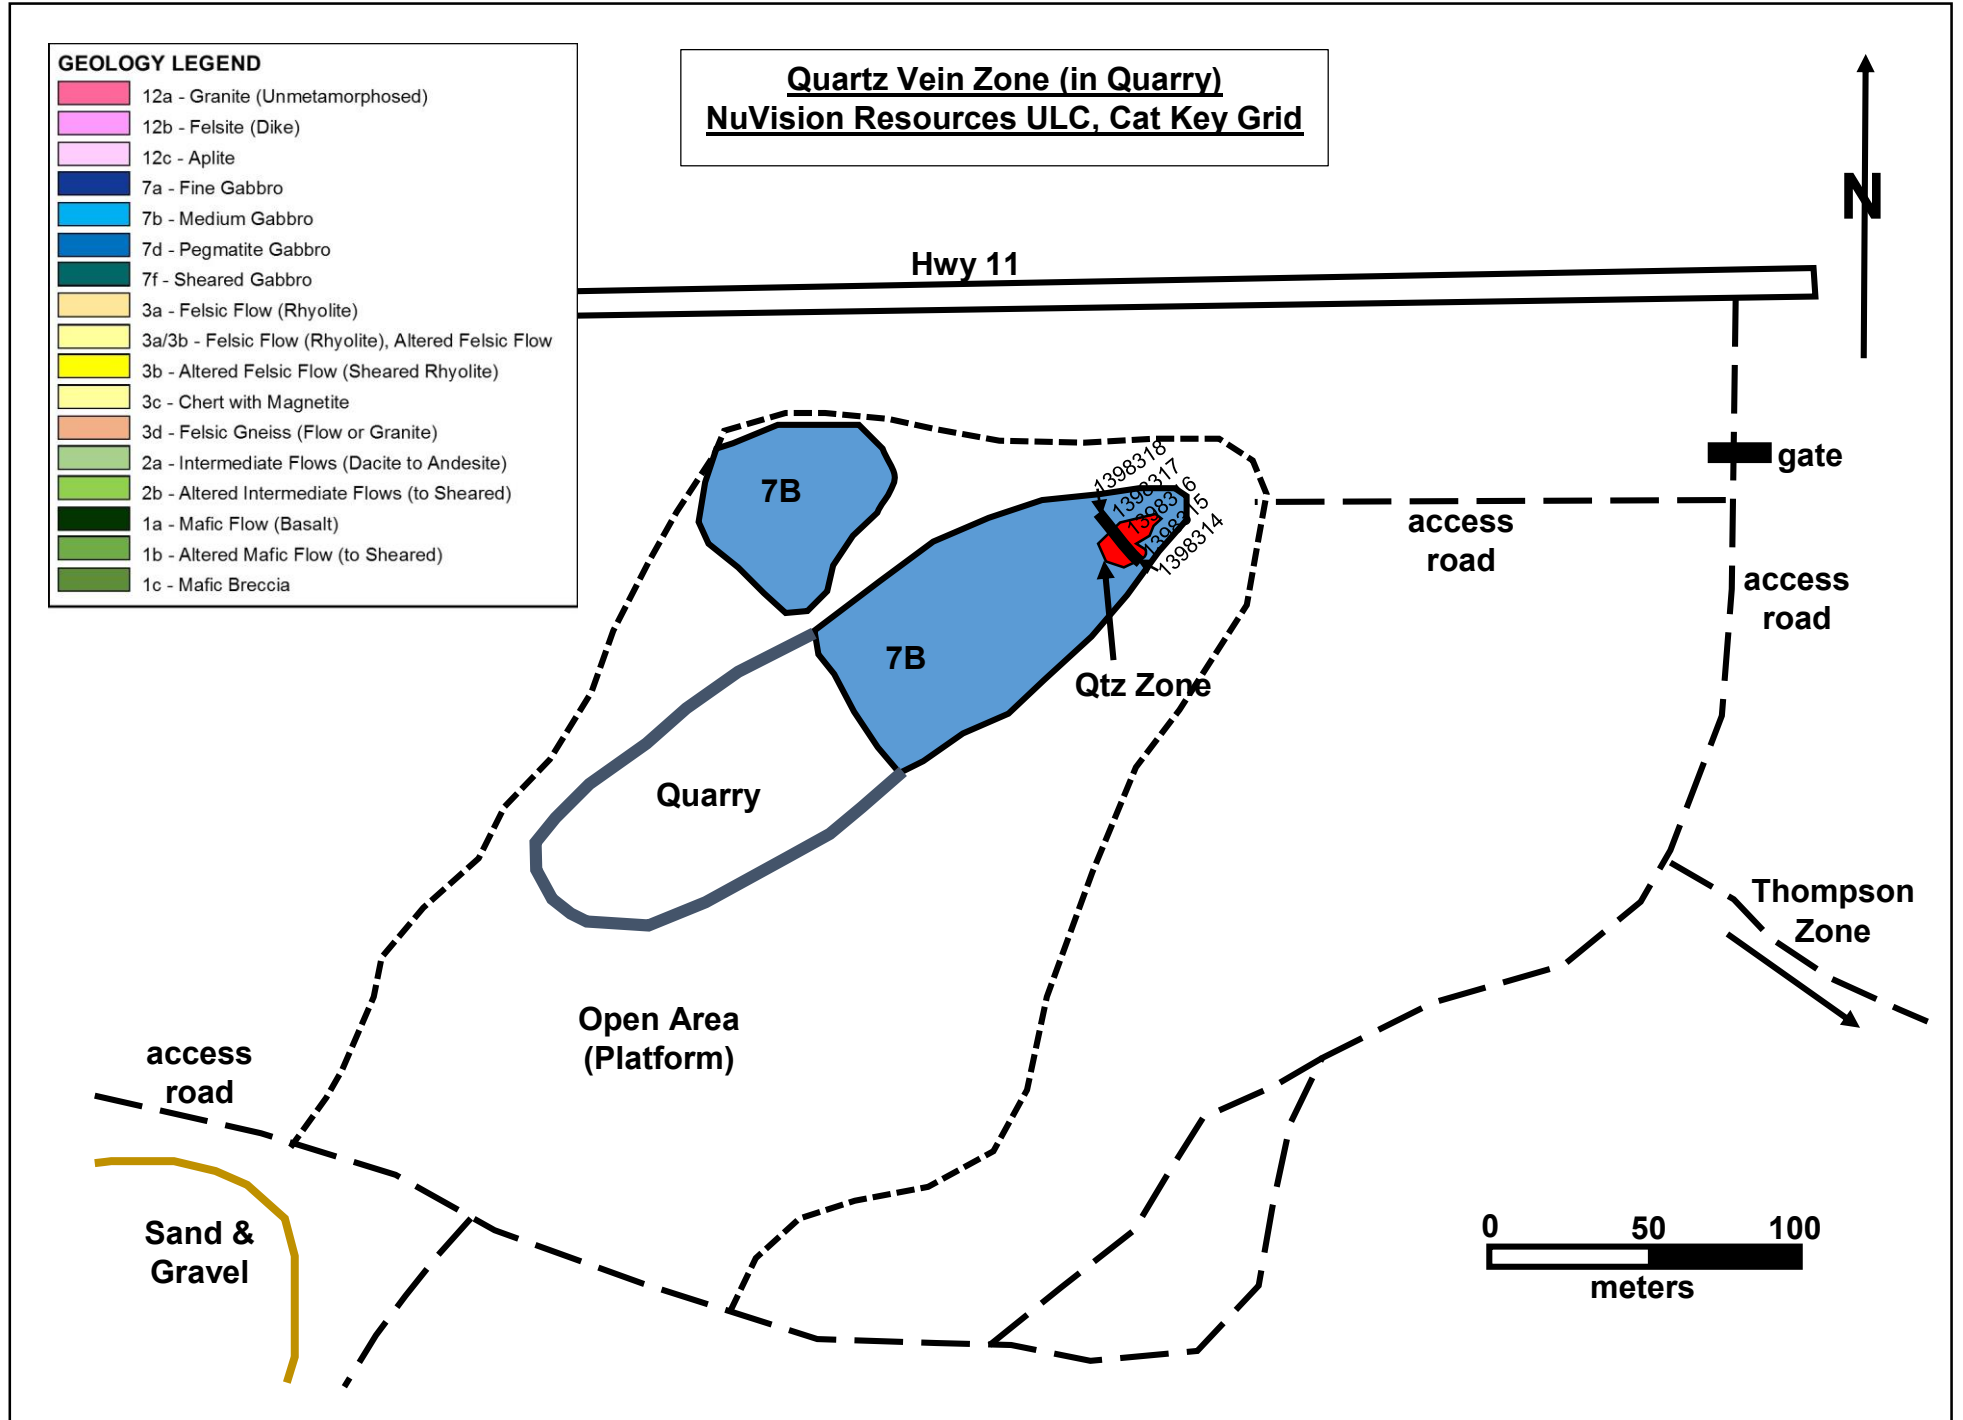 GEOLOGY LEGEND
12a - Granite (Unmetamorphosed)
12b - Felsite (Dike)
12c - Aplite
7a - Fine Gabbro
7b - Medium Gabbro
7d - Pegmatite Gabbro
7f - Sheared Gabbro
3a - Felsic Flow (Rhyolite)
3a/3b - Felsic Flow (Rhyolite), Altered Felsic Flow
3b - Altered Felsic Flow (Sheared Rhyolite)
3c - Chert with Magnetite
3d - Felsic Gneiss (Flow or Granite)
2a - Intermediate Flows (Dacite to Andesite)
2b - Altered Intermediate Flows (to Sheared)
1a - Mafic Flow (Basalt)
1b - Altered Mafic Flow (to Sheared)
1c - Mafic Breccia
Quartz Vein Zone (in Quarry)
NuVision Resources ULC, Cat Key Grid
N
Hwy 11
gate
7B
1398318
1398317
1398316
1398315
1398314
access
road
access
road
7B
Qtz Zone
Quarry
Thompson
Zone
Open Area
(Platform)
access
road
Sand &
Gravel
0 50 100
meters